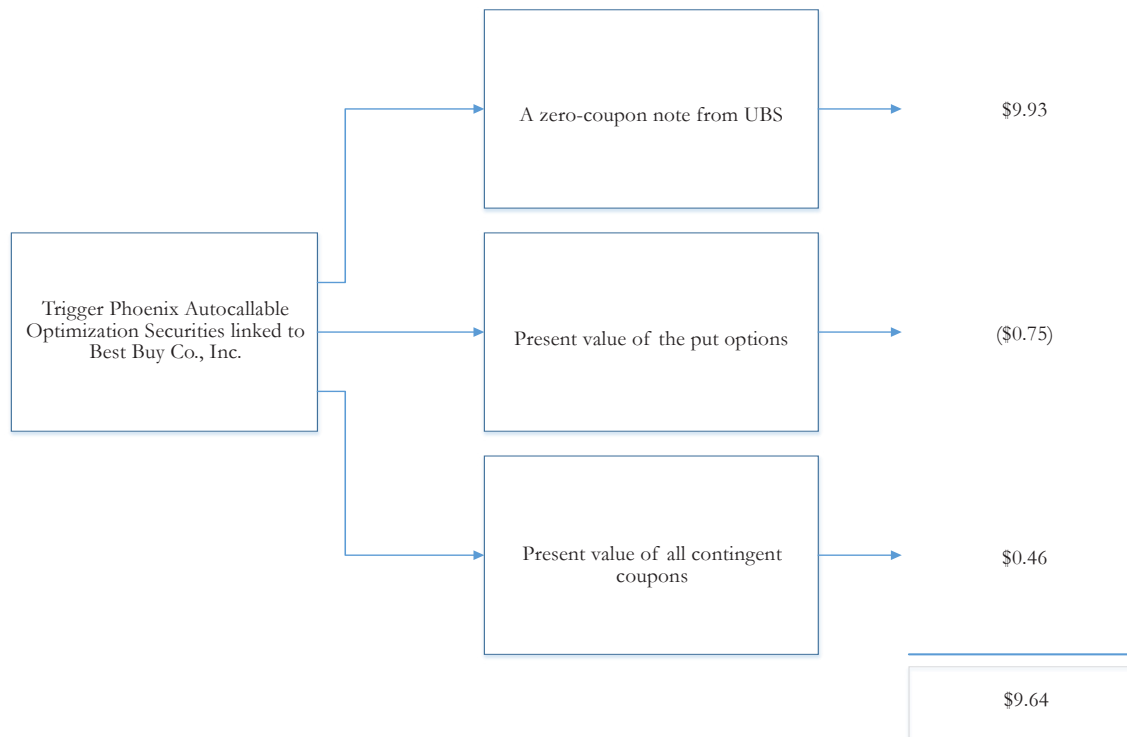 A zero-coupon note from UBS
$9.93
Trigger Phoenix Autocallable
Optimization Securities linked to
Best Buy Co., Inc.
Present value of the put options
($0.75)
Present value of all contingent
coupons
$0.46
$9.64